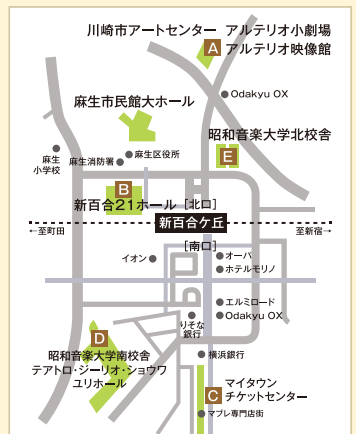 川崎市アートセンター アルテリオ小劇場
A アルテリオ映像館
Odakyu OX
麻生市民館大ホール
昭和音楽大学北校舎
E
麻生
小学校
麻生消防署
麻生区役所
B
新百合21ホール [北口]
新百合ケ丘
←至町田
至新宿→
[南口]
イオン
オーパ
ホテルモリノ
エルミロード
Odakyu OX
りそな
銀行
D
昭和音楽大学南校舎
テアトロ・ジーリオ・ショウワ
ユリホール
横浜銀行
C マイタウン
チケットセンター
マプレ専門店街